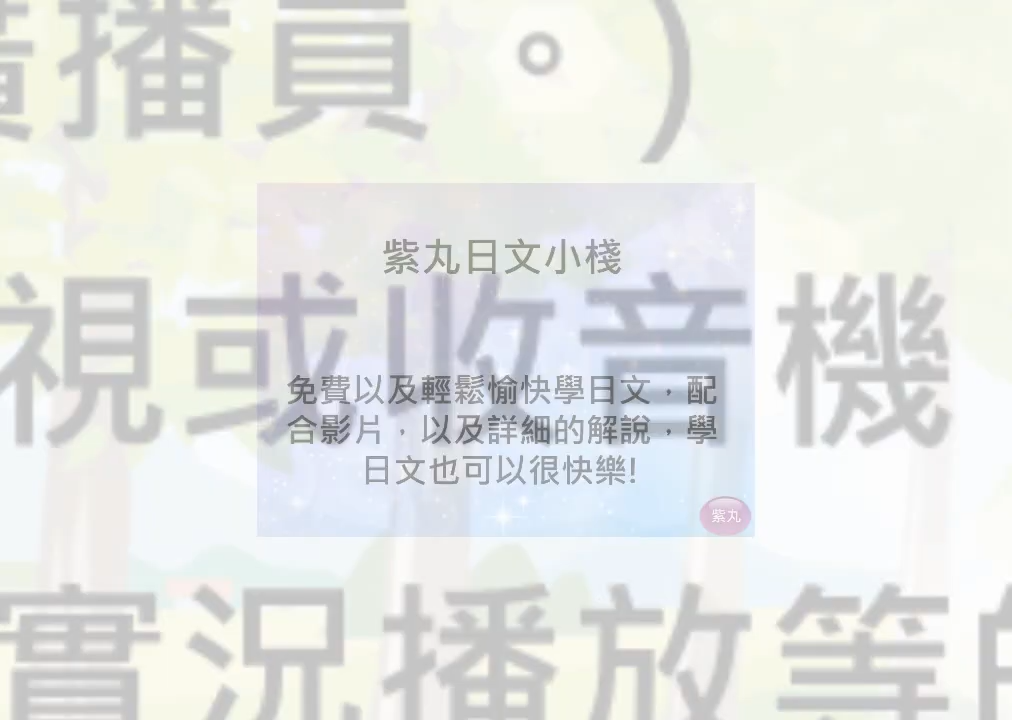 廣播員。)
紫丸日文小棧
視或收音機
免費以及輕鬆愉快學日文，配
合影片，以及詳細的解說，學
日文也可以很快樂!
紫丸
實況播放等的